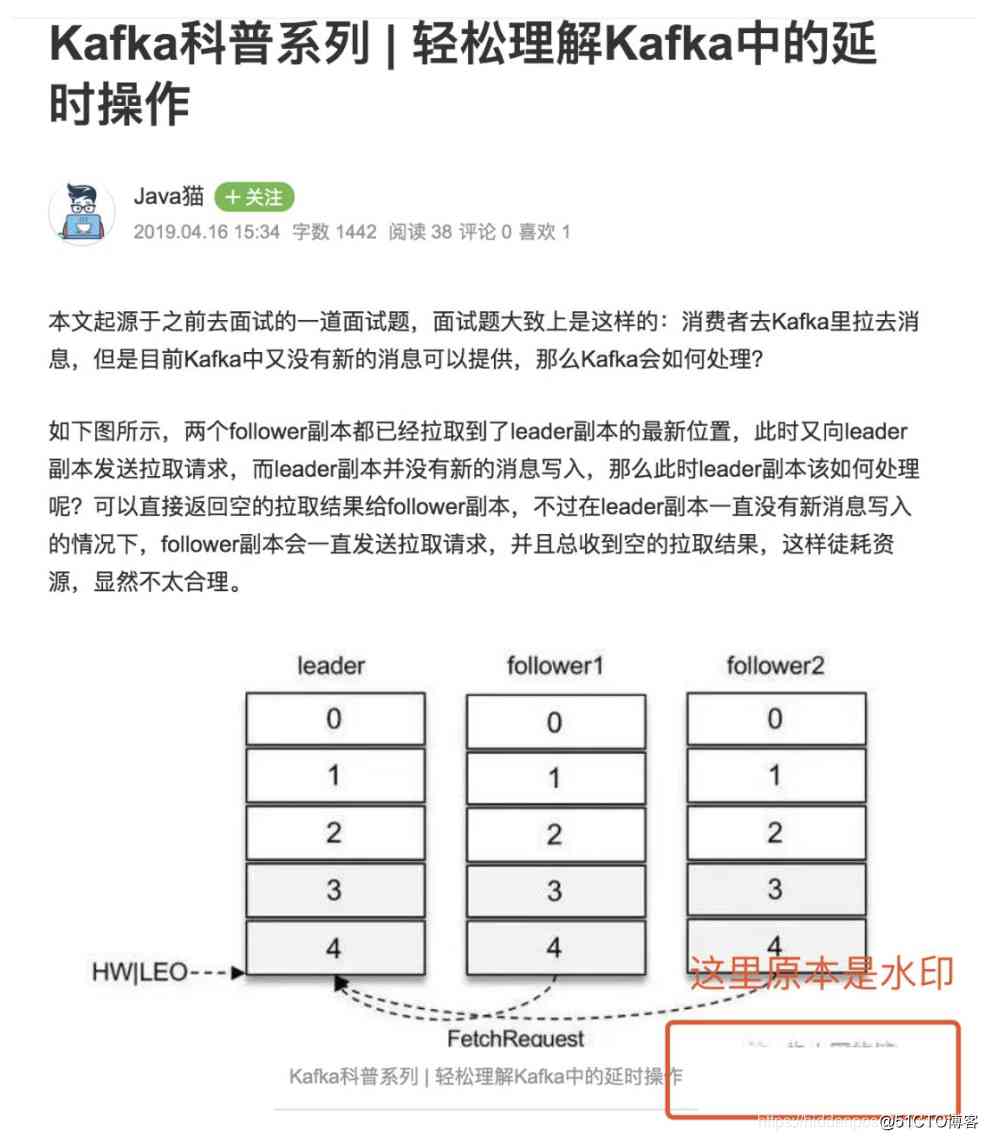 Kafka科普系列 | 轻松理解Kafka中的延
时操作
Java猫 +关注
2019.04.16 15:34 字数 1442 阅读 38 评论 0 喜欢 1
本文起源于之前去面试的一道面试题，面试题大致上是这样的：消费者去Kafka里拉去消
息，但是目前Kafka中又没有新的消息可以提供，那么Kafka会如何处理？
如下图所示，两个follower副本都已经拉取到了leader副本的最新位置，此时又向leader
副本发送拉取请求，而leader副本并没有新的消息写入，那么此时leader副本该如何处理
呢？可以直接返回空的拉取结果给follower副本，不过在leader副本一直没有新消息写入
的情况下，follower副本会一直发送拉取请求，并且总收到空的拉取结果，这样徒耗资
源，显然不太合理。
leader follower1 follower2
0 0 0
1 1 1
2 2 2
3 3 3
4 4 4
HW|LEO
这里原本是水印
FetchRequest
Kafka科普系列 | 轻松理解Kafka中的延时操作
@51CTO博客